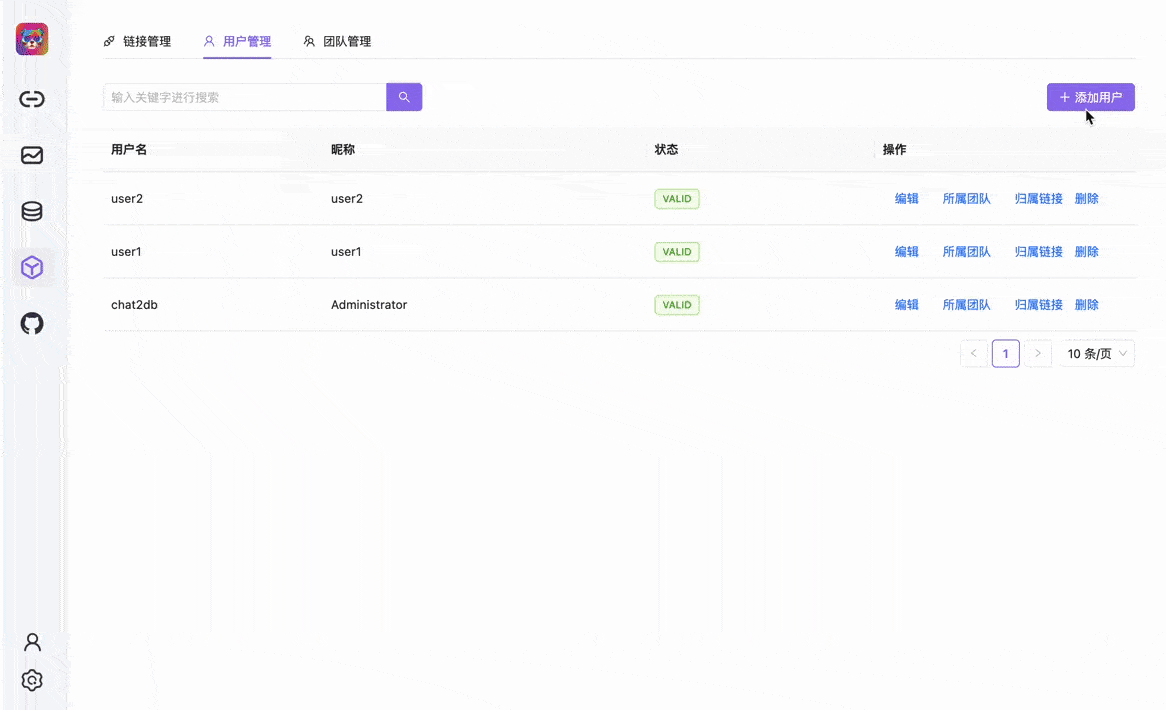 链接管理 用户管理 团队管理
输入关键字进行搜索 添加用户
用户名 昵称 状态 操作
user2 user2 VALID 编辑 所属团队 归属链接 删除
user1 user1 VALID 编辑 所属团队 归属链接 删除
chat2db Administrator VALID 编辑 所属团队 归属链接 删除
< 1 > 10 条/页